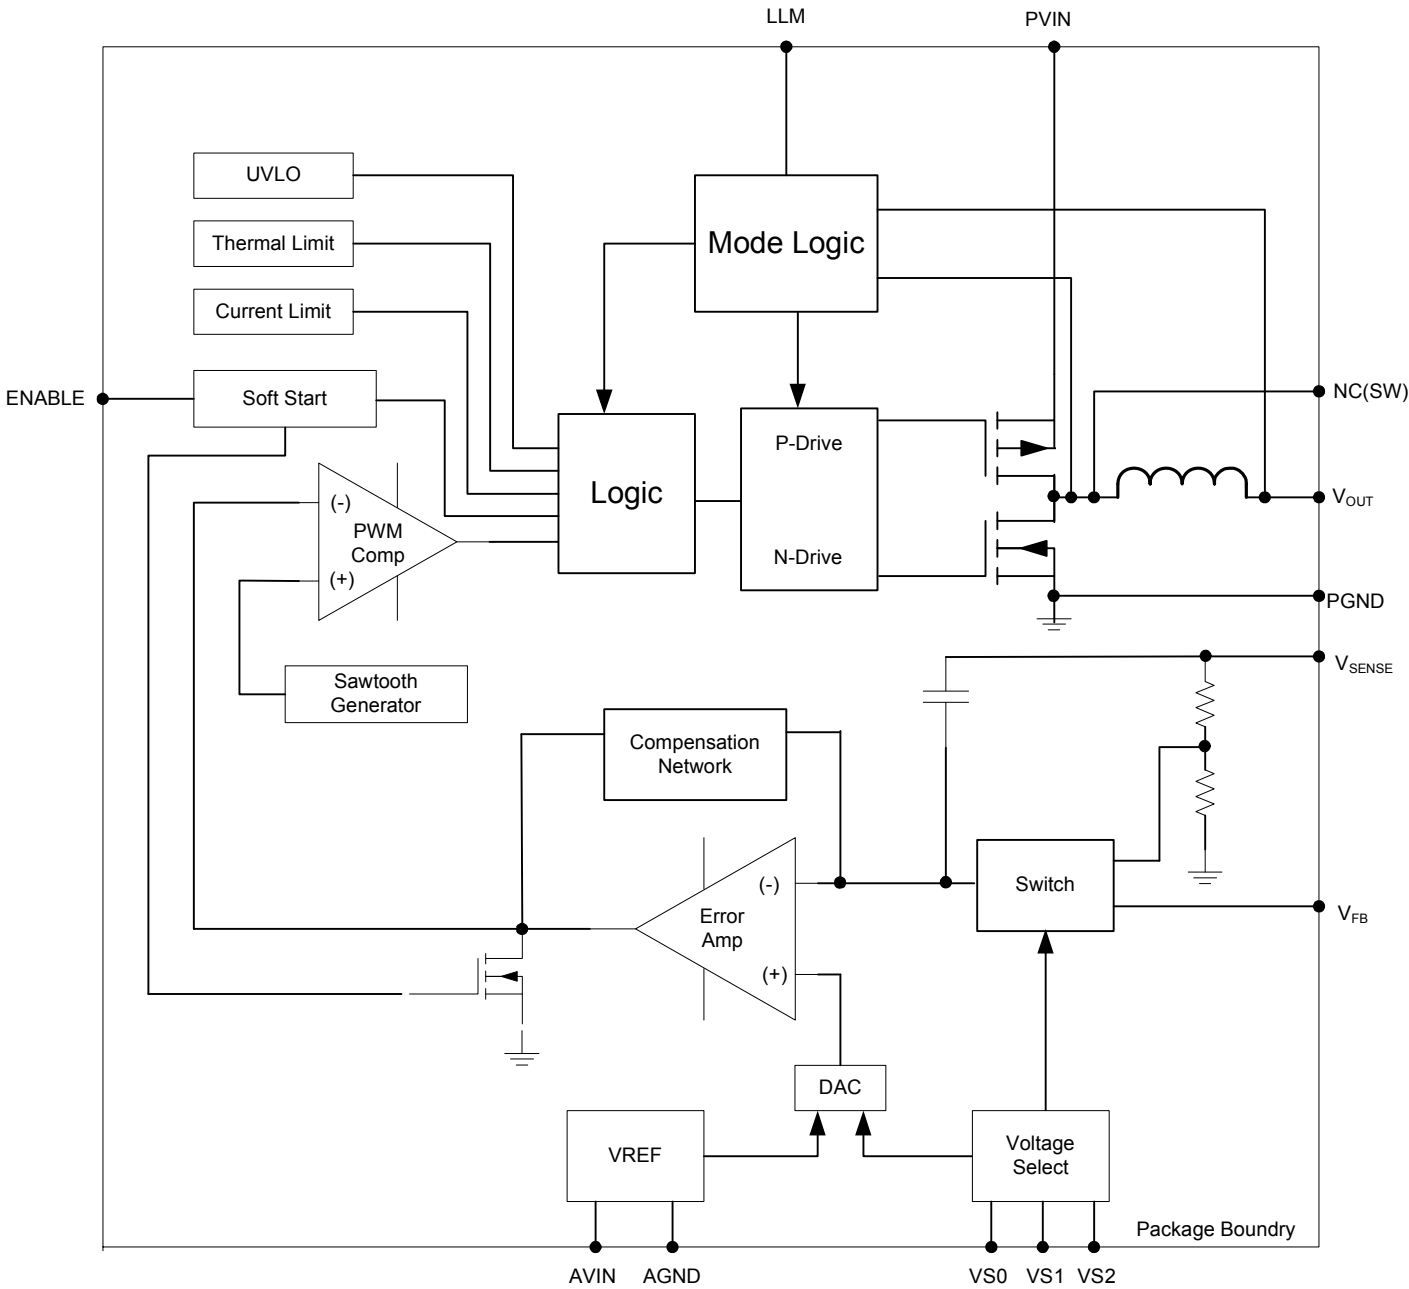 LLM
PVIN
UVLO
Thermal Limit
Mode Logic
Current Limit
ENABLE
Soft Start
NC(SW)
P-Drive
Logic
(-)
PWM
Comp
(+)
VOUT
N-Drive
PGND
VSENSE
Sawtooth
Generator
Compensation
Network
(-)
Error
Amp
(+)
Switch
VFB
DAC
VREF
Voltage
Select
Package Boundry
AVIN
AGND
VS0
VS1
VS2